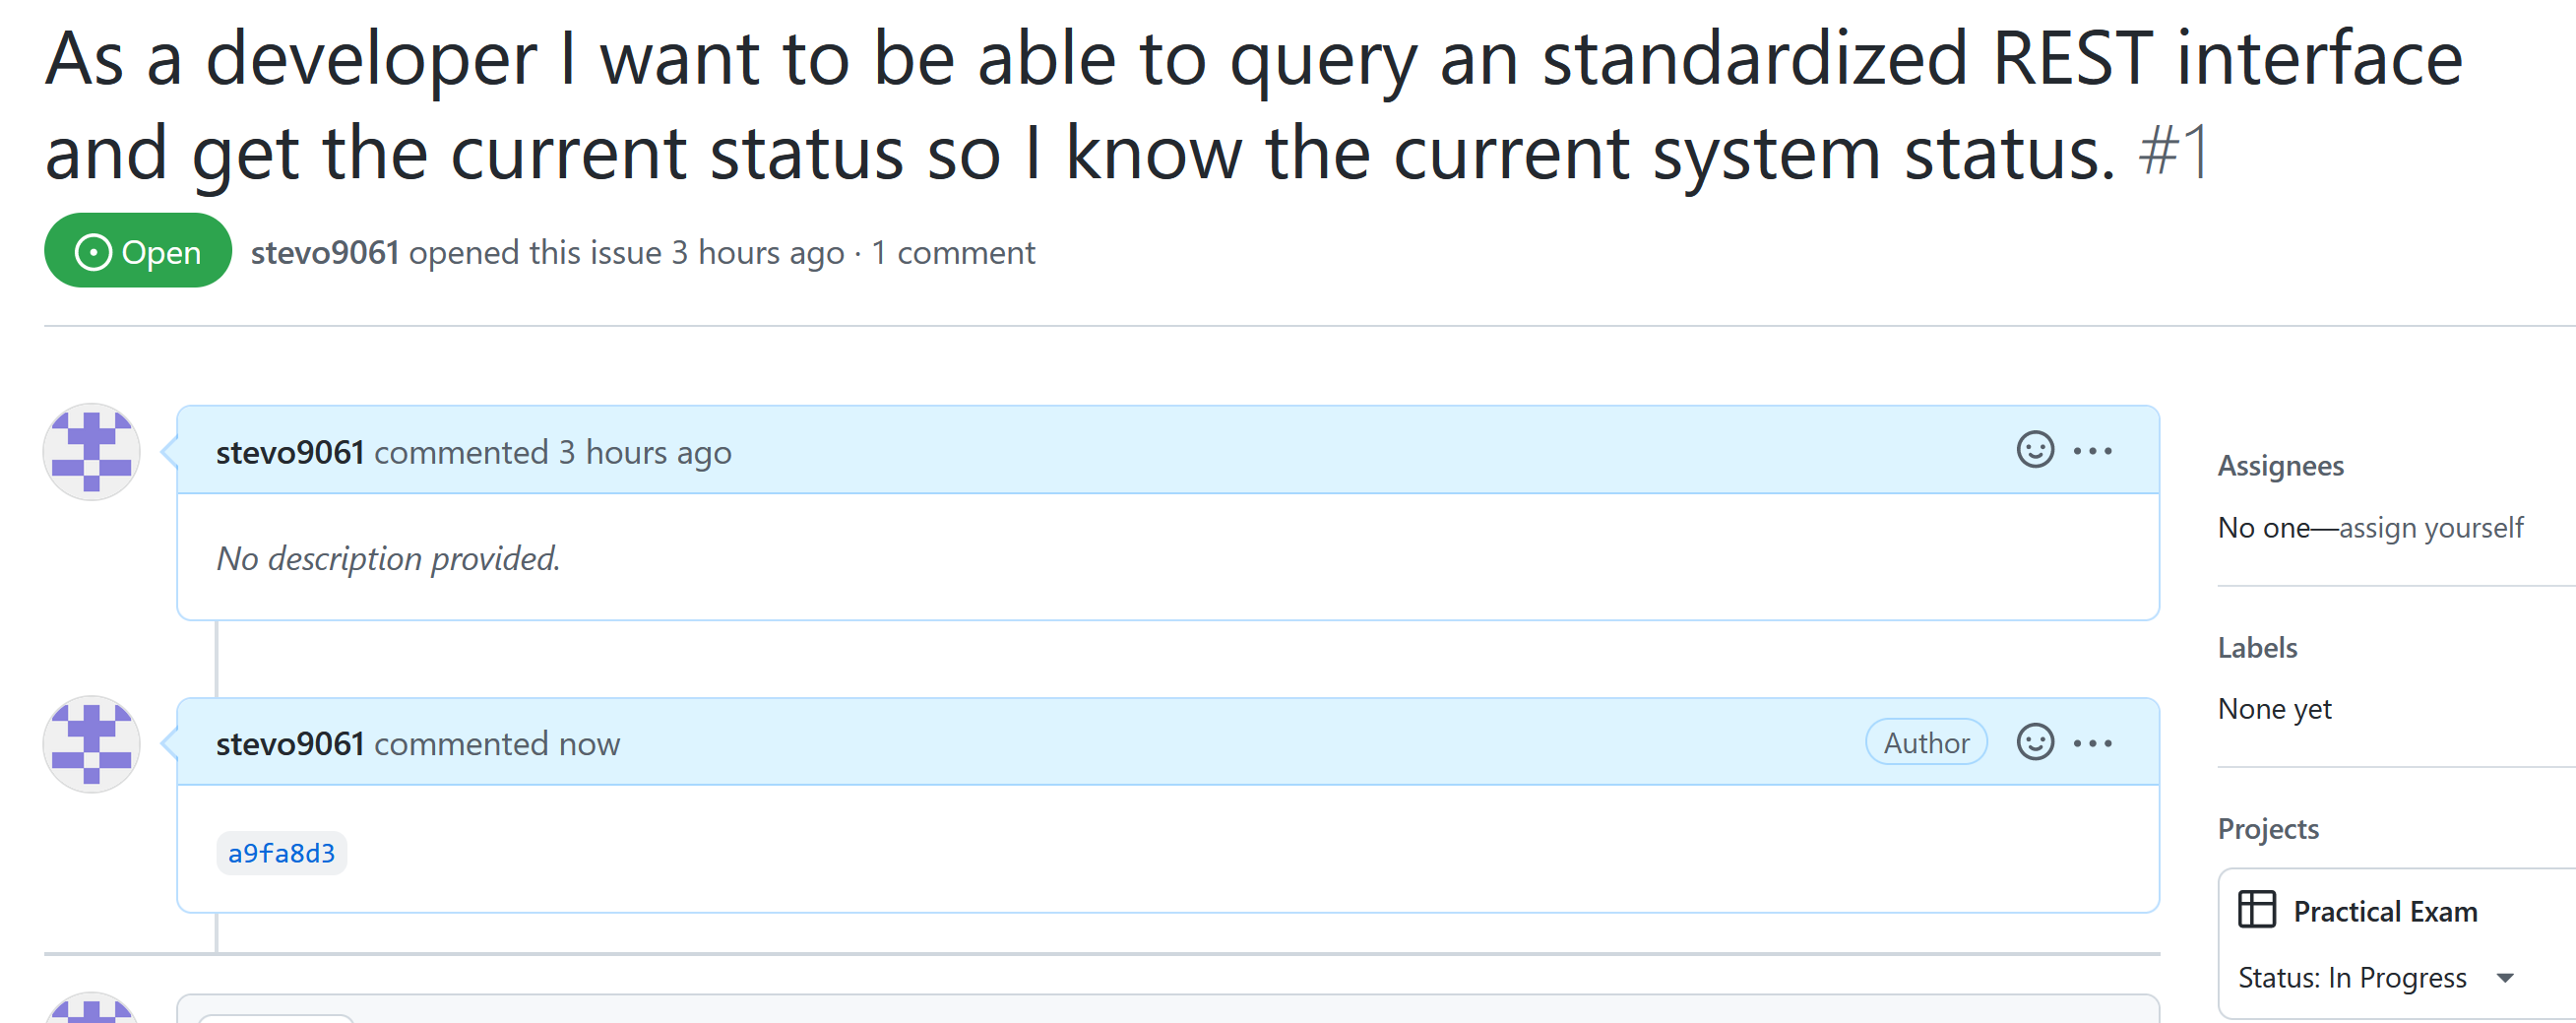 As a developer I want to be able to query an standardized REST interface
and get the current status so I know the current system status. #1
Open stevo9061 opened this issue 3 hours ago · 1 comment
stevo9061 commented 3 hours ago
No description provided.
Assignees
No one—assign yourself
Labels
None yet
stevo9061 commented now Author
a9fa8d3
Projects
Practical Exam
Status: In Progress